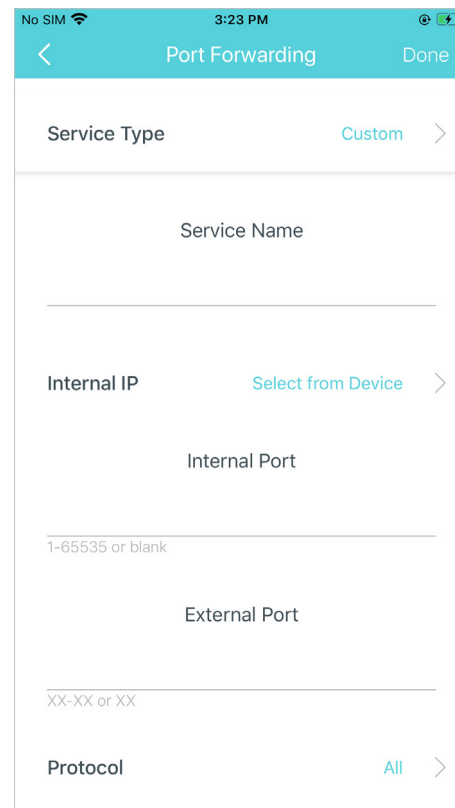 No SIM 3:23 PM
Port Forwarding Done
Service Type Custom
Service Name
Internal IP Select from Device
Internal Port
1-65535 or blank
External Port
XX-XX or XX
Protocol All